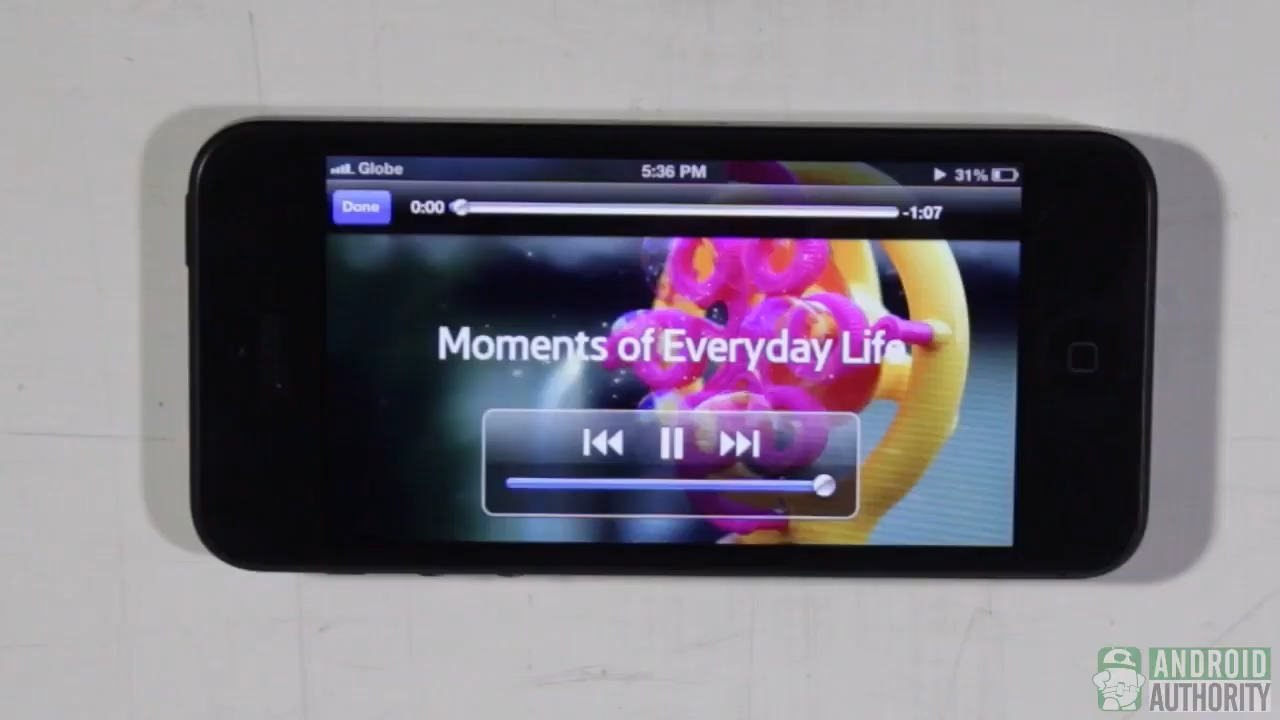 Globe 5:36 PM 31%
Done 0:00 -1:07
Moments of Everyday Life
ANDROID
AUTHORITY